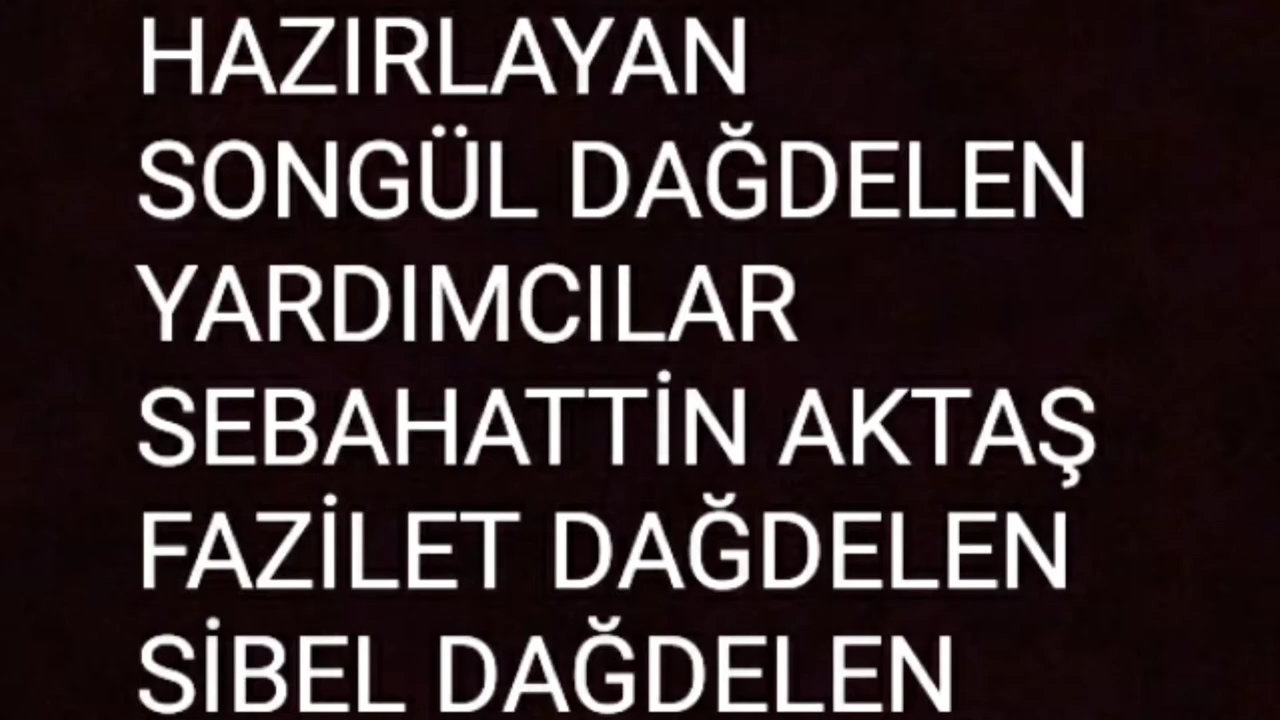 HAZIRLAYAN
SONGÜL DAĞDELEN
YARDIMCILAR
SEBAHATTİN AKTAŞ
FAZİLET DAĞDELEN
SİBEL DAĞDELEN